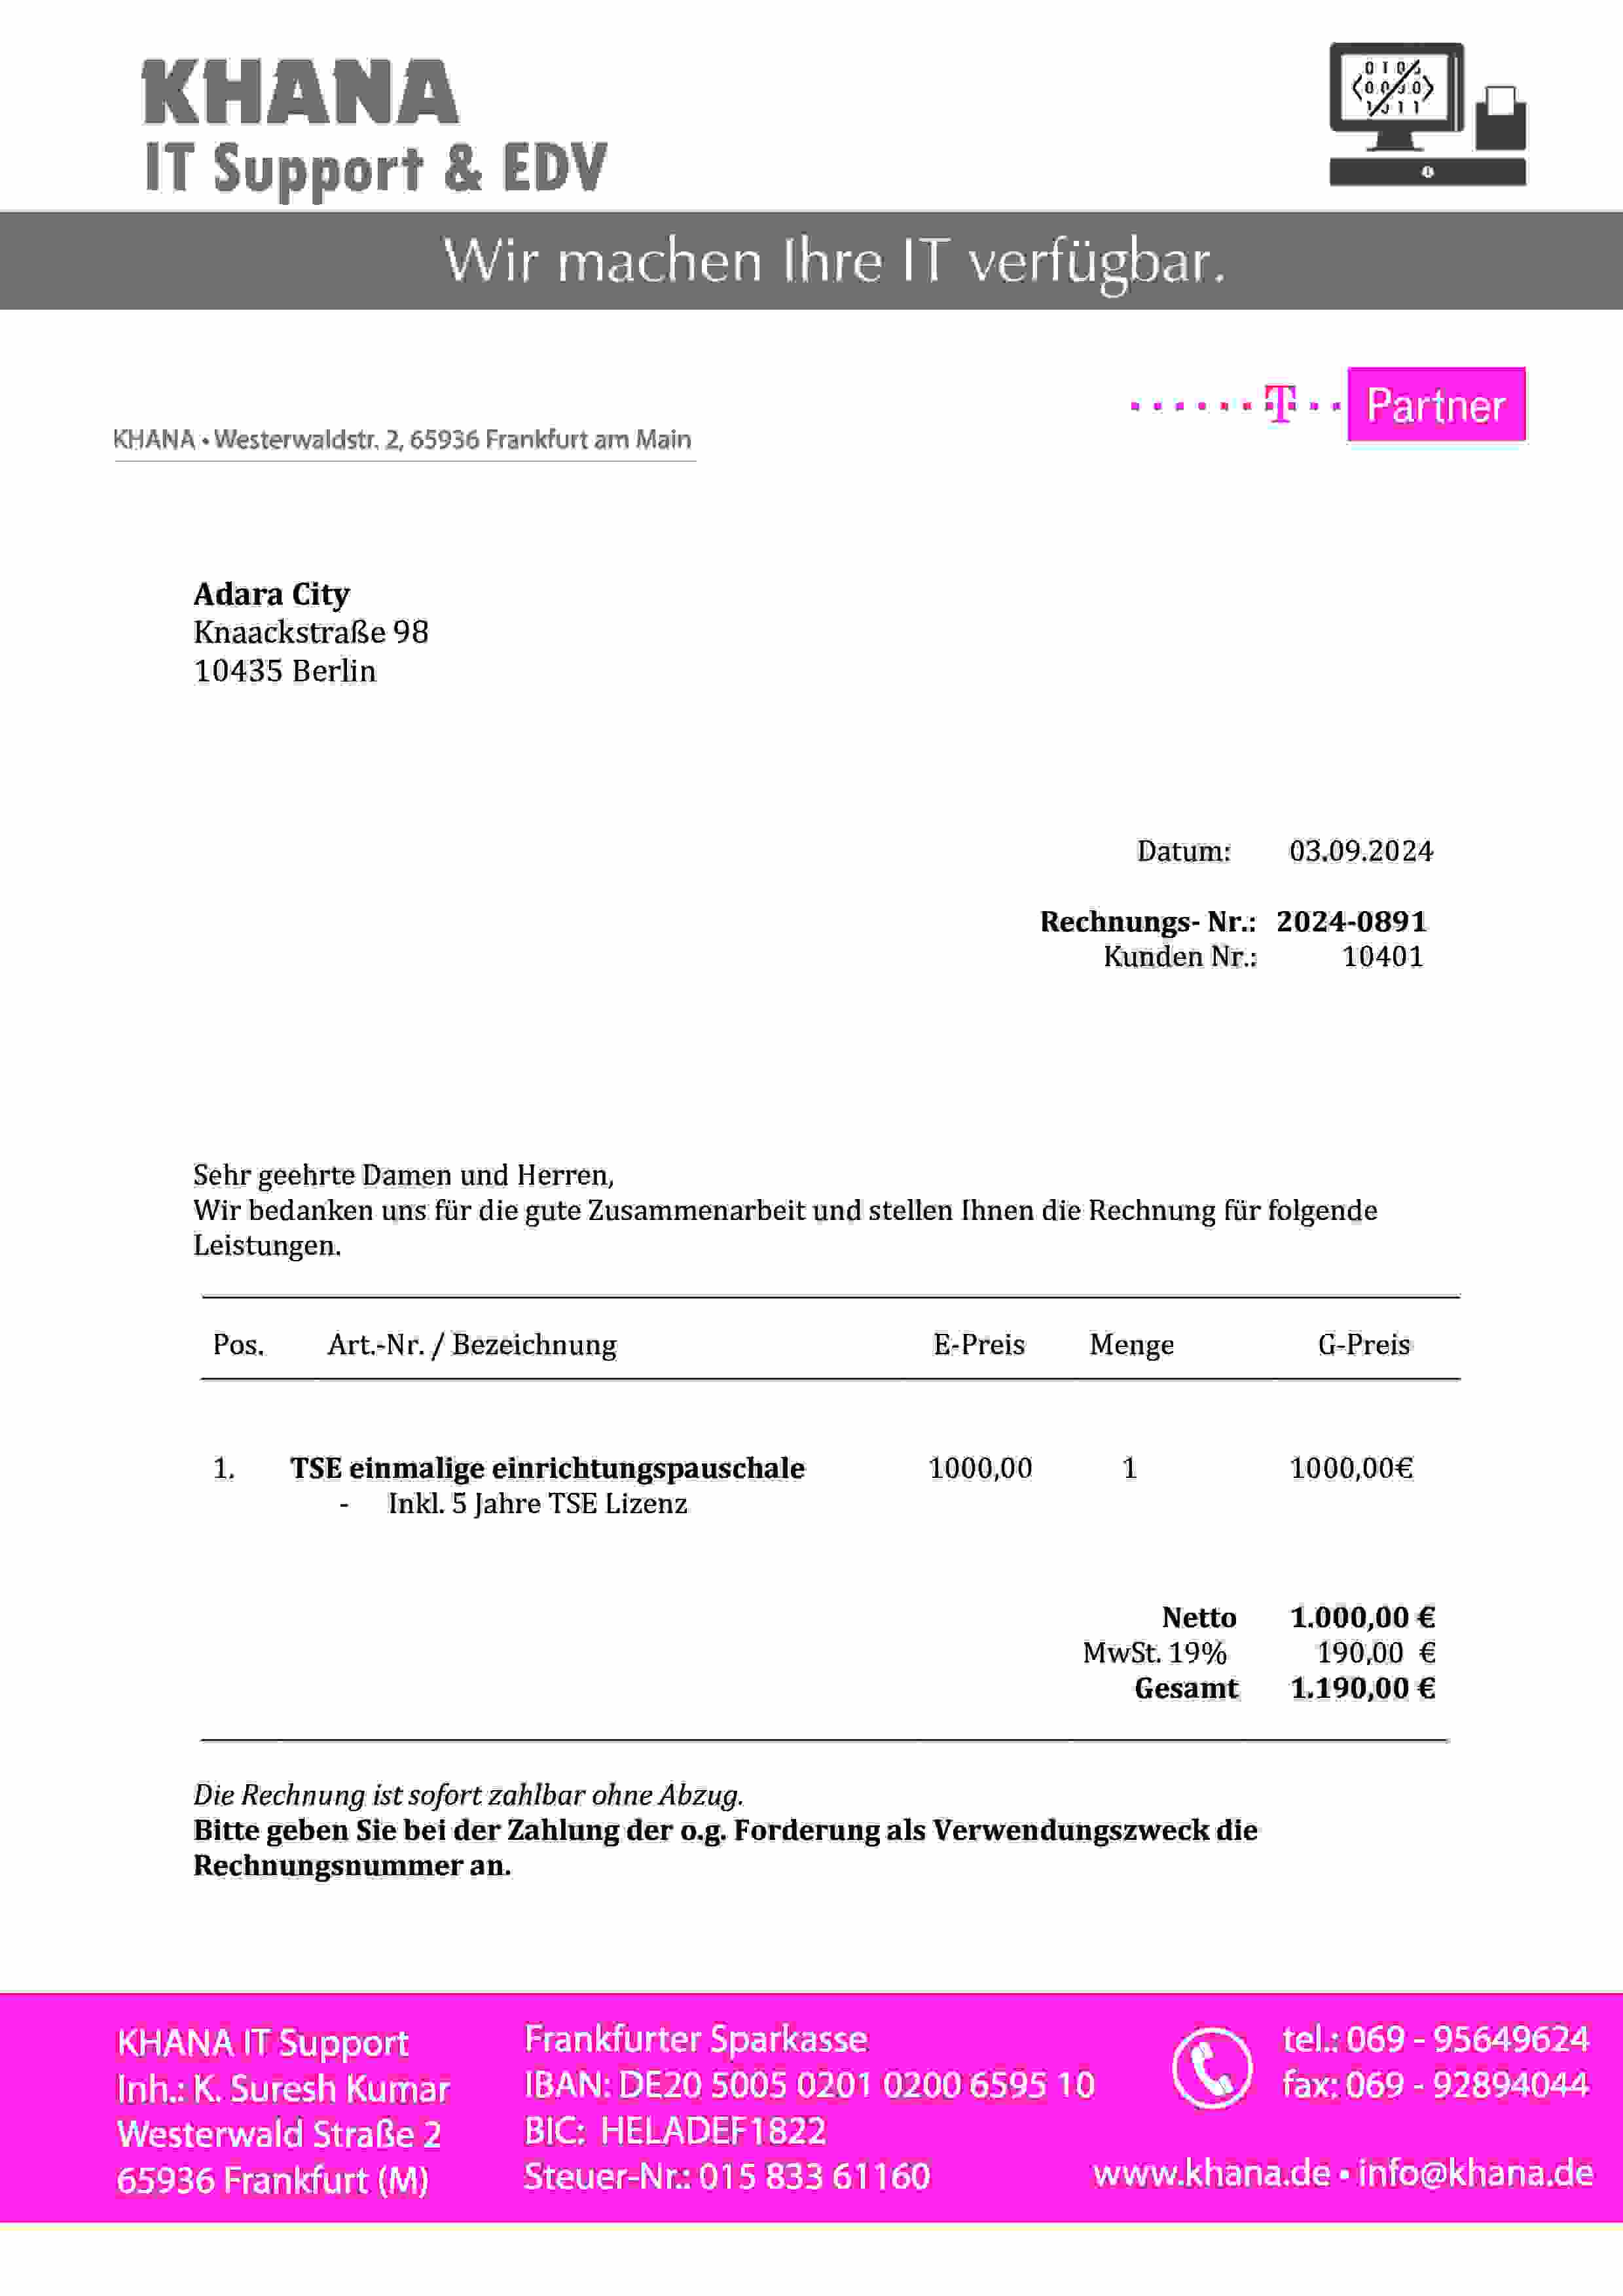 KHANA
IT Support & EDV
Wir machen Ihre IT verfügbar.
T Partner
KHANA • Westerwaldstr. 2, 65936 Frankfurt am Main
Adara City
Knaackstraße 98
10435 Berlin
Datum: 03.09.2024
Rechnungs- Nr.: 2024-0891
Kunden Nr.: 10401
Sehr geehrte Damen und Herren,
Wir bedanken uns für die gute Zusammenarbeit und stellen Ihnen die Rechnung für folgende
Leistungen.
Pos. Art.-Nr. / Bezeichnung E-Preis Menge G-Preis
1. TSE einmalige einrichtungspauschale 1000,00 1 1000,00€
- Inkl. 5 Jahre TSE Lizenz
Netto 1.000,00 €
MwSt. 19% 190,00 €
Gesamt 1.190,00 €
Die Rechnung ist sofort zahlbar ohne Abzug.
Bitte geben Sie bei der Zahlung der o.g. Forderung als Verwendungszweck die
Rechnungsnummer an.
KHANA IT Support
Inh.: K. Suresh Kumar
Westerwald Straße 2
65936 Frankfurt (M)
Frankfurter Sparkasse
IBAN: DE20 5005 0201 0200 6595 10
BIC: HELADEF1822
Steuer-Nr.: 015 833 61160
tel.: 069 - 95649624
fax: 069 - 92894044
www.khana.de • info@khana.de